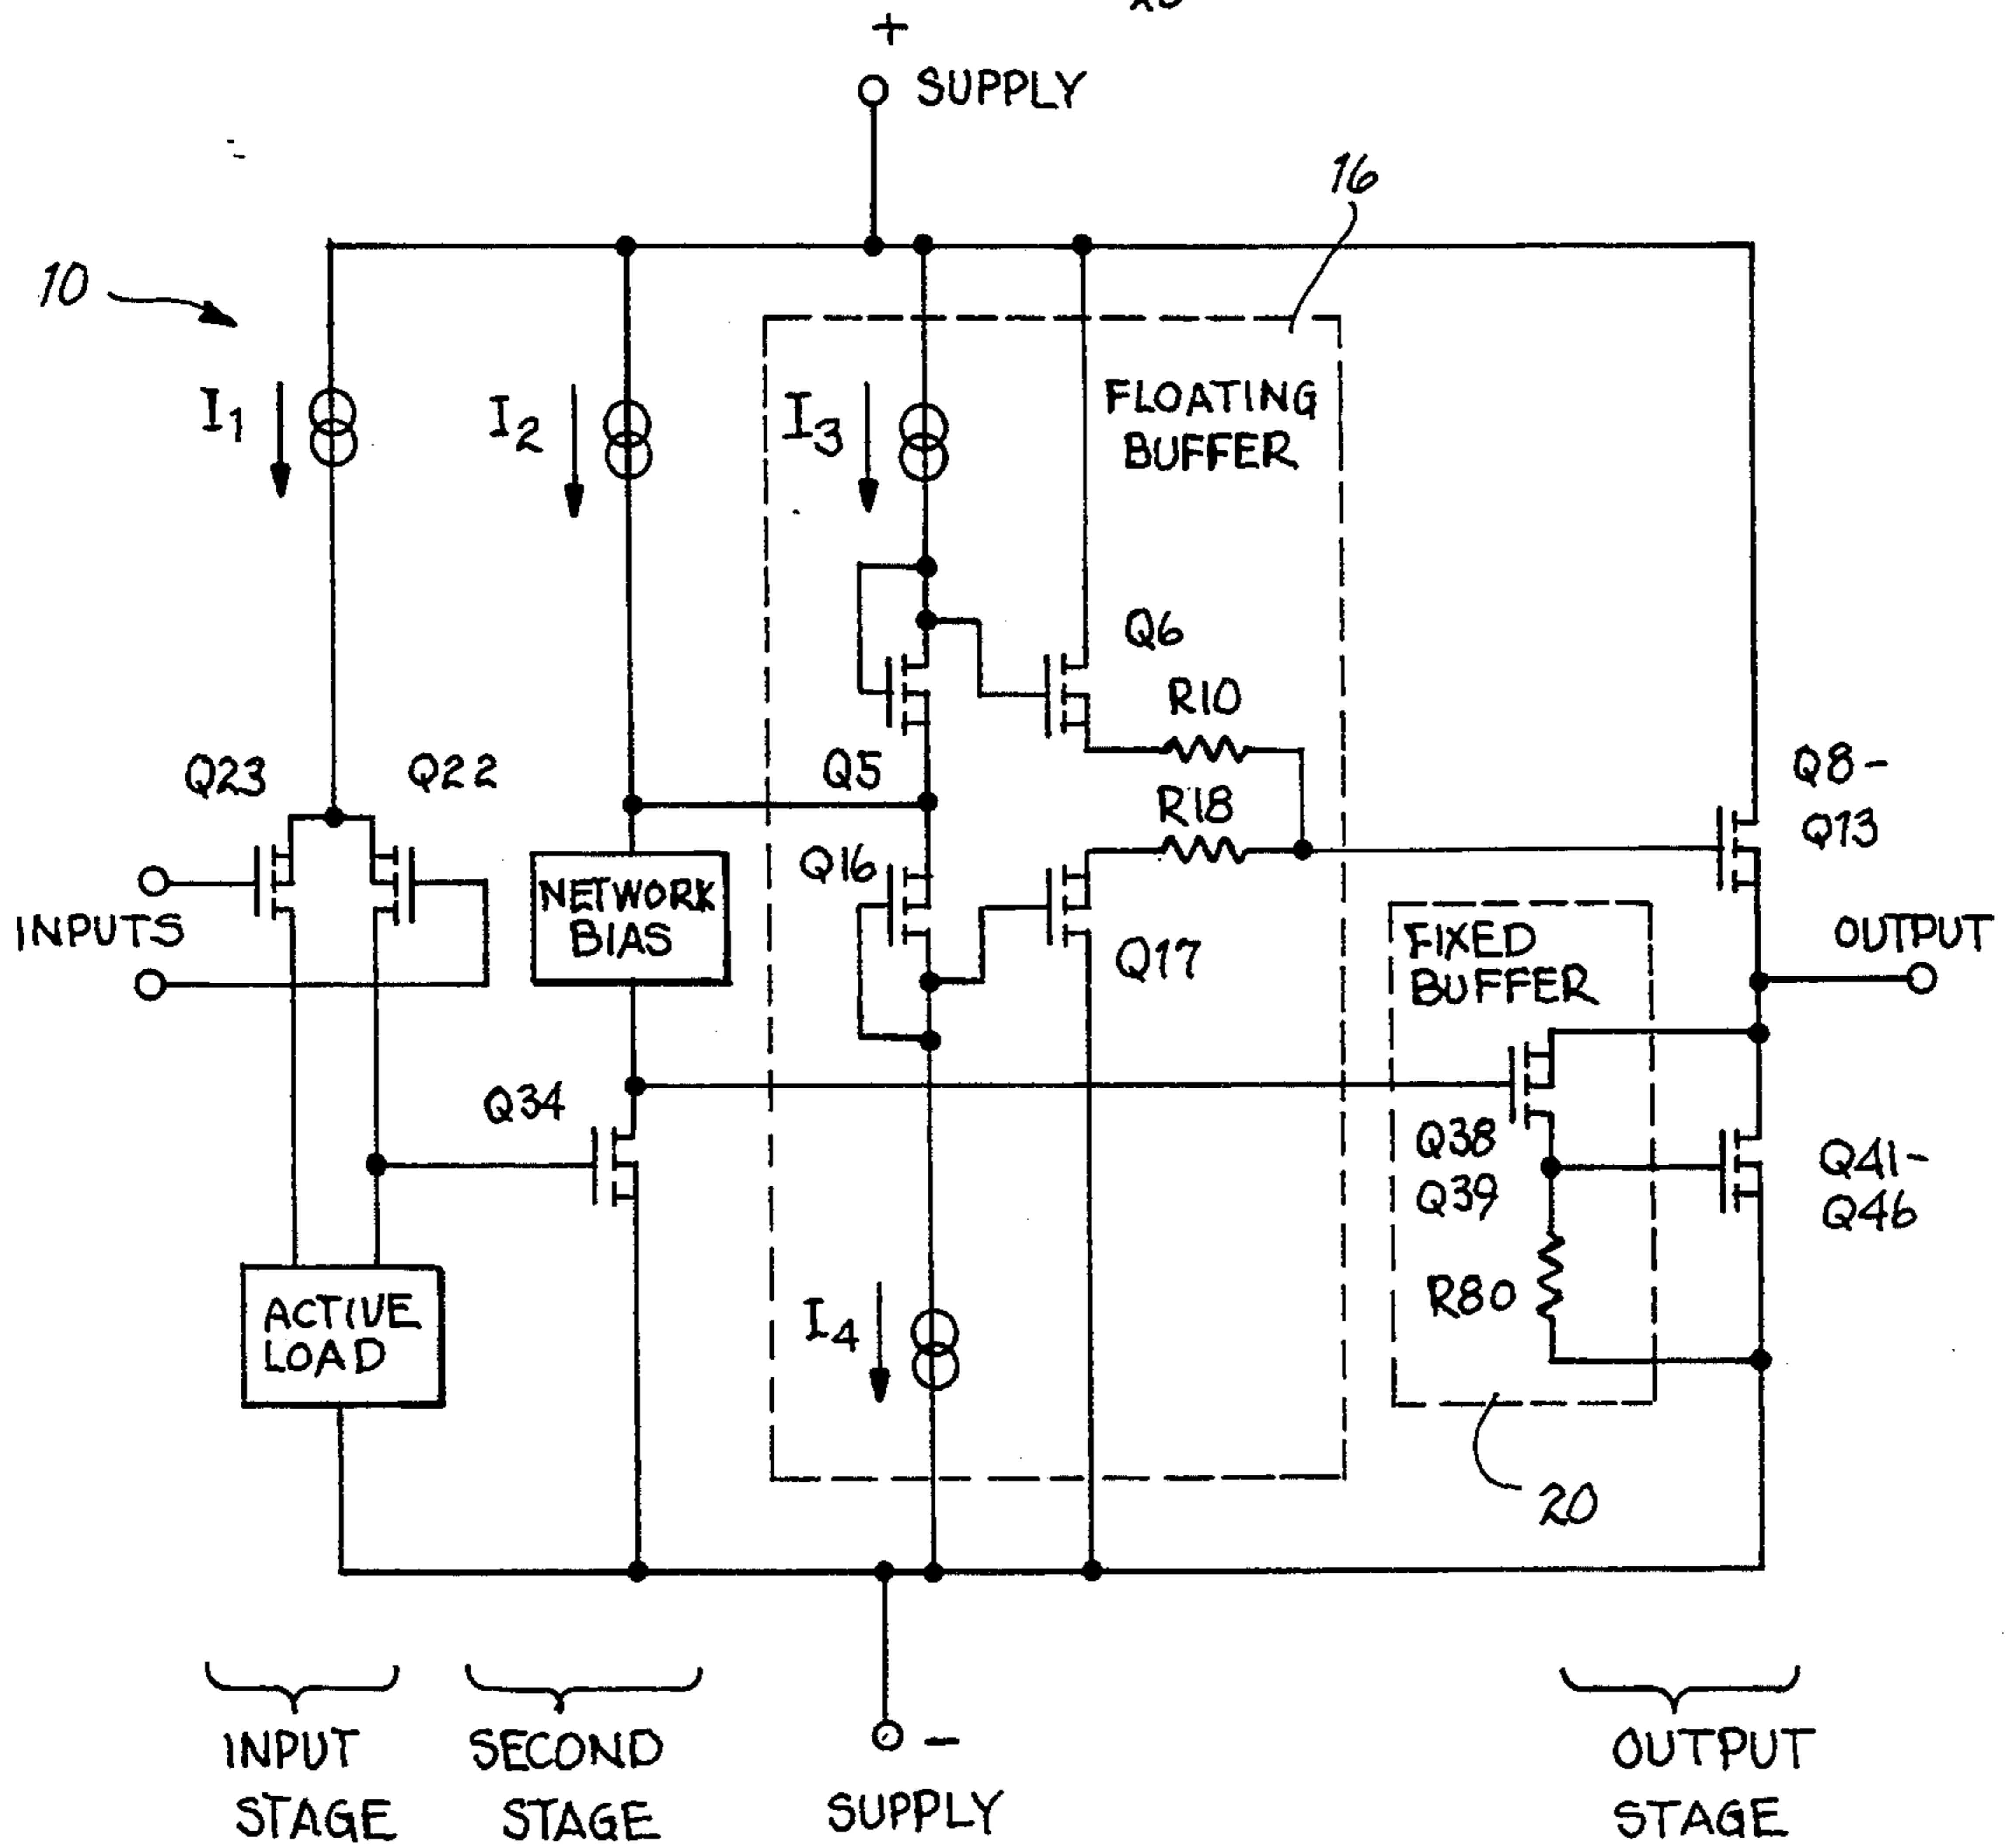 +
SUPPLY
16
10
I1
I2
I3
FLOATING
BUFFER
Q6
R10
Q23
Q22
Q5
R18
Q8-
Q13
Q16
NETWORK
BIAS
Q17
INPUTS
FIXED
BUFFER
OUTPUT
Q34
Q38
Q39
Q41-
Q46
R80
I4
ACTIVE
LOAD
20
-
SUPPLY
INPUT
STAGE
SECOND
STAGE
OUTPUT
STAGE